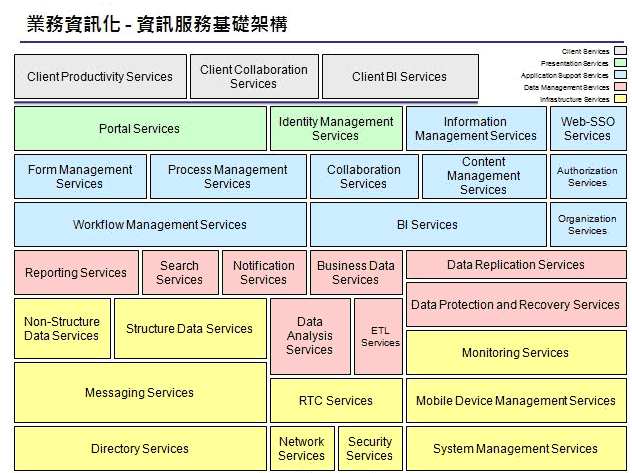 業務資訊化 - 資訊服務基礎架構
Client Services
Presentation Services
Application Support Services
Data Management Services
Infrastructure Services
Client Productivity Services
Client Collaboration
Services
Client BI Services
Portal Services
Identity Management
Services
Information
Management Services
Web-SSO
Services
Form Management
Services
Process Management
Services
Collaboration
Services
Content
Management
Services
Authorization
Services
Workflow Management Services
BI Services
Organization
Services
Reporting Services
Search
Services
Notification
Services
Business Data
Services
Data Replication Services
Data Protection and Recovery Services
Non-Structure
Data Services
Structure Data Services
Data
Analysis
Services
ETL
Services
Monitoring Services
Messaging Services
RTC Services
Mobile Device Management Services
Directory Services
Network
Services
Security
Services
System Management Services